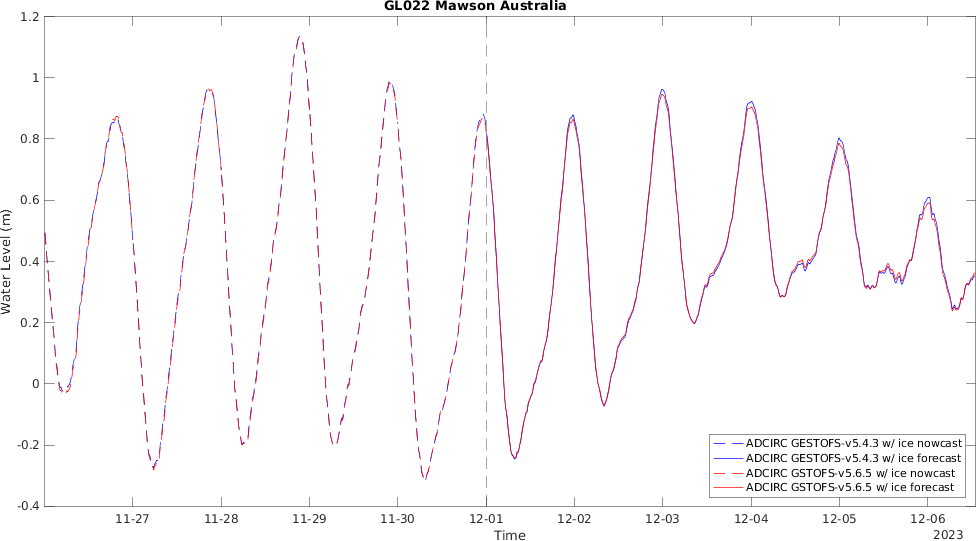 GL022 Mawson Australia
1.2
1
0.8
0.6
0.4
0.2
0
-0.2
-0.4
Water Level (m)
ADCIRC GESTOFS-v5.4.3 w/ ice nowcast
ADCIRC GESTOFS-v5.4.3 w/ ice forecast
ADCIRC GSTOFS-v5.6.5 w/ ice nowcast
ADCIRC GSTOFS-v5.6.5 w/ ice forecast
11-27 11-28 11-29 11-30 12-01 12-02 12-03 12-04 12-05 12-06
Time 2023